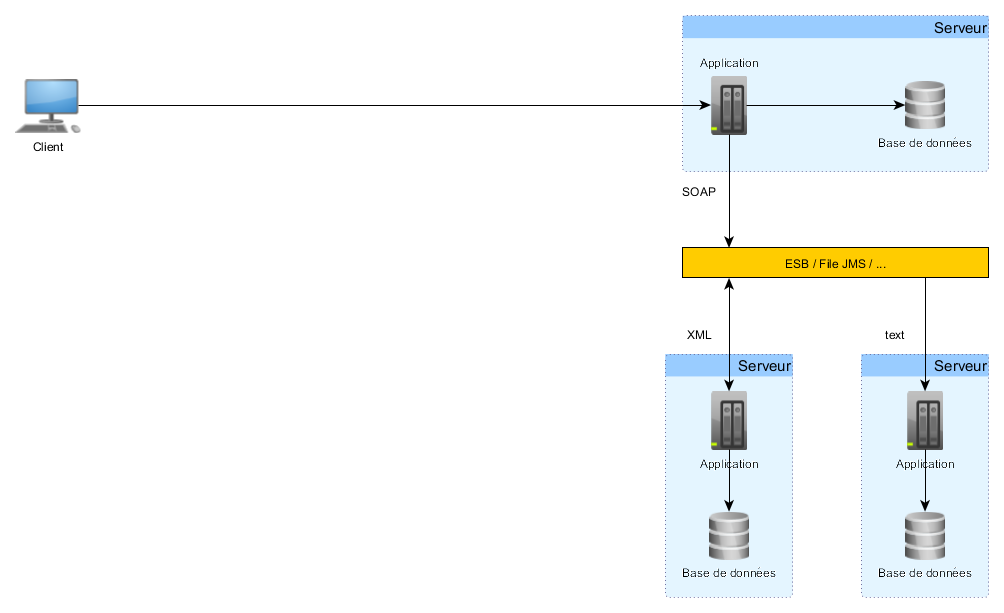 Serveur
Application
Client
Base de données
SOAP
ESB / File JMS / ...
XML
text
Serveur
Serveur
Application
Application
Base de données
Base de données